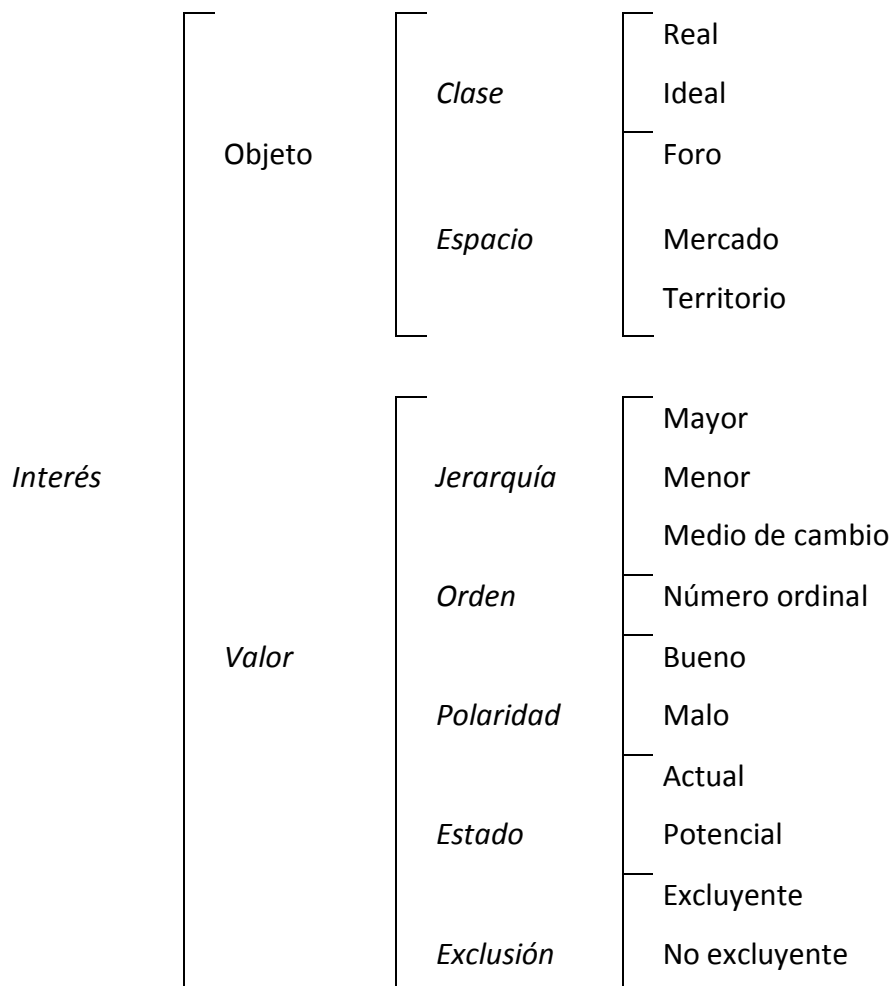 Real
Clase Ideal
Objeto Foro
Espacio Mercado
Territorio
Mayor
Interés Jerarquía Menor
Medio de cambio
Orden Número ordinal
Valor Bueno
Polaridad Malo
Actual
Estado Potencial
Excluyente
Exclusión No excluyente